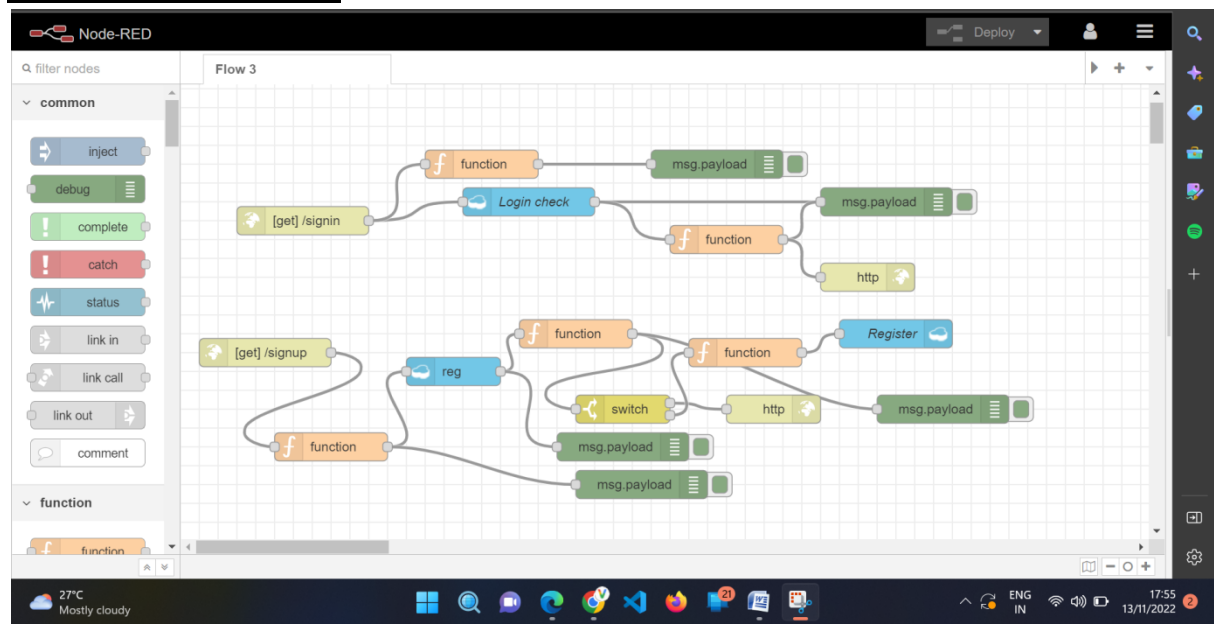 Node-RED
Deploy
filter nodes
Flow 3
common
inject
debug
complete
catch
status
link in
link call
link out
comment
function
function
function
msg.payload
Login check
msg.payload
[get] /signin
function
http
function
Register
[get] /signup
function
reg
switch
http
msg.payload
function
msg.payload
msg.payload
27°C
Mostly cloudy
21
ENG
IN
17:55
13/11/2022
2